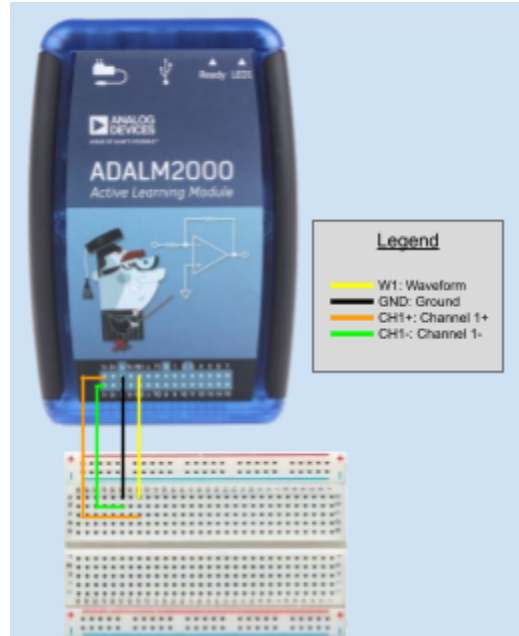 Ready LED1
ANALOG
DEVICES
ADALM2000
Active Learning Module
Legend
W1: Waveform
GND: Ground
CH1+: Channel 1+
CH1-: Channel 1-
+ +
+ +